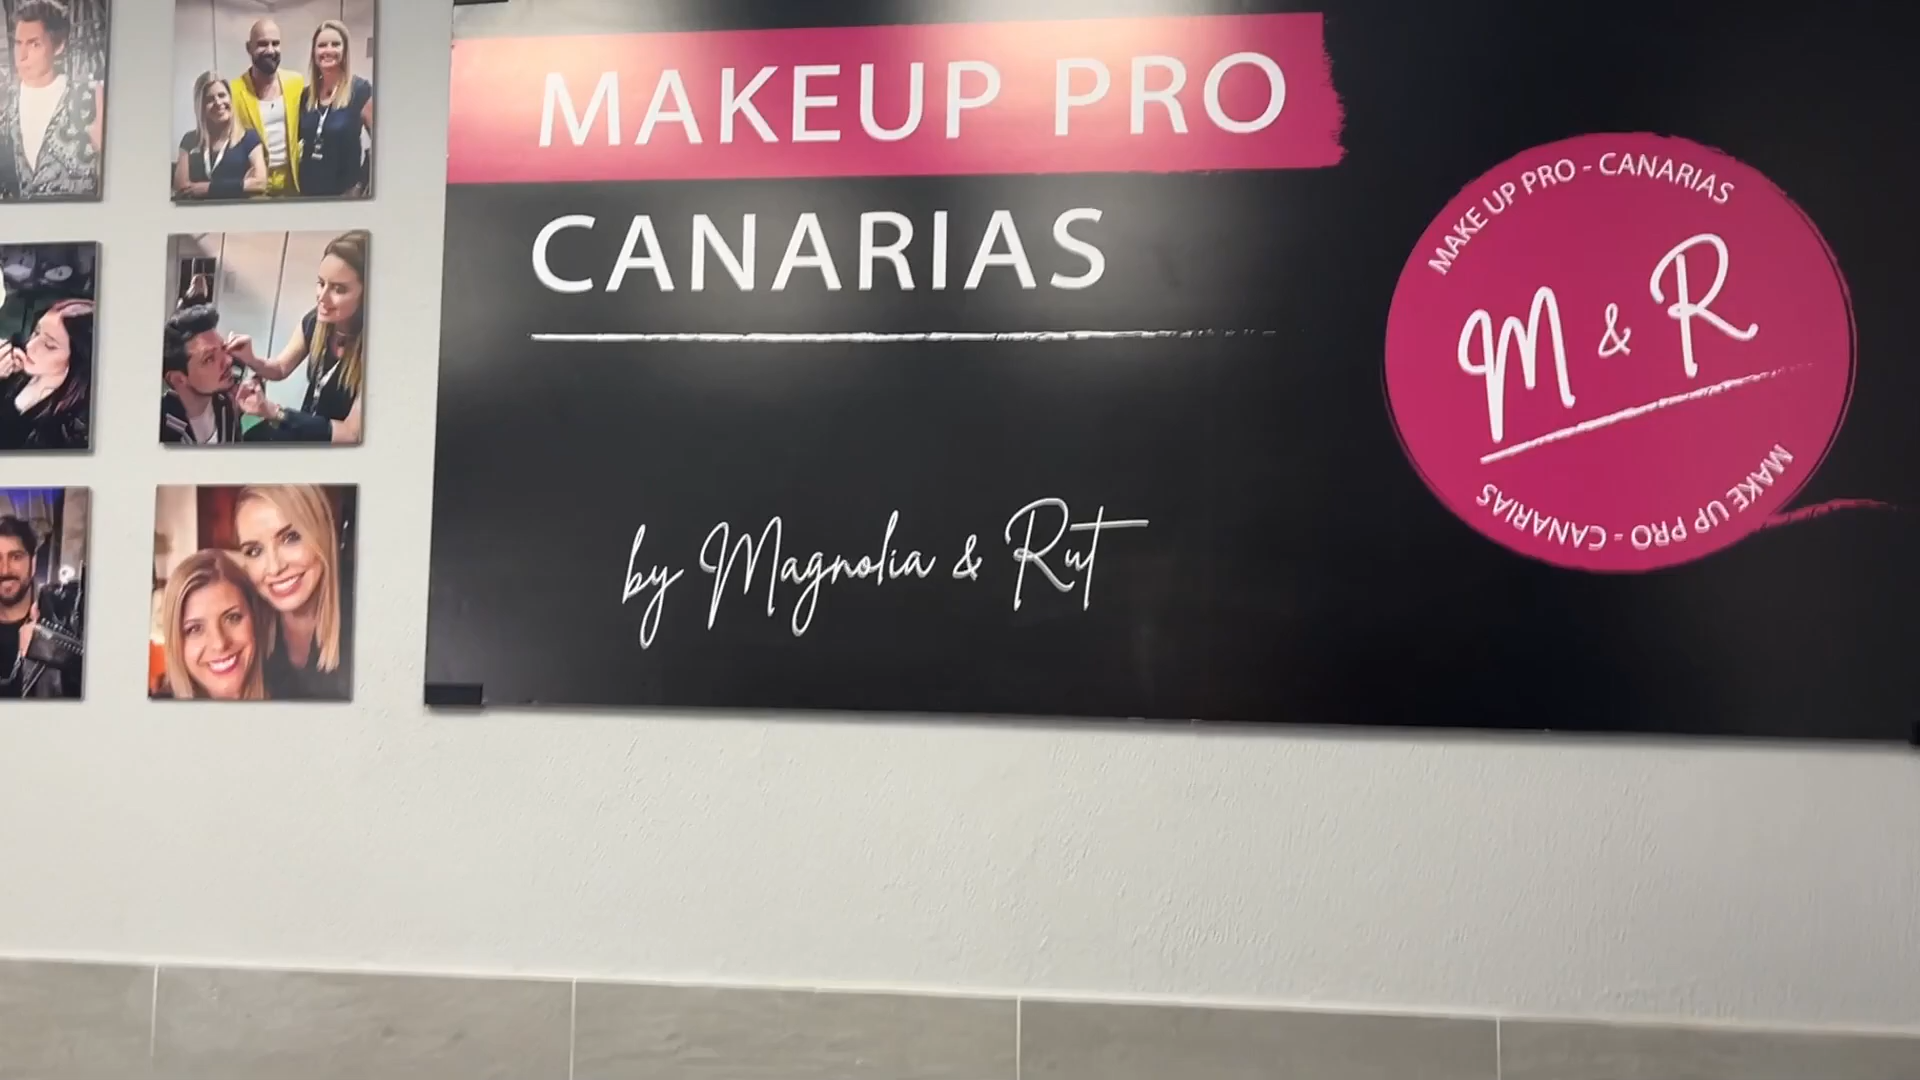 MAKEUP PRO
CANARIAS
by Magnolia & Rut
MAKE UP PRO - CANARIAS
M & R
MAKE UP PRO - CANARIAS